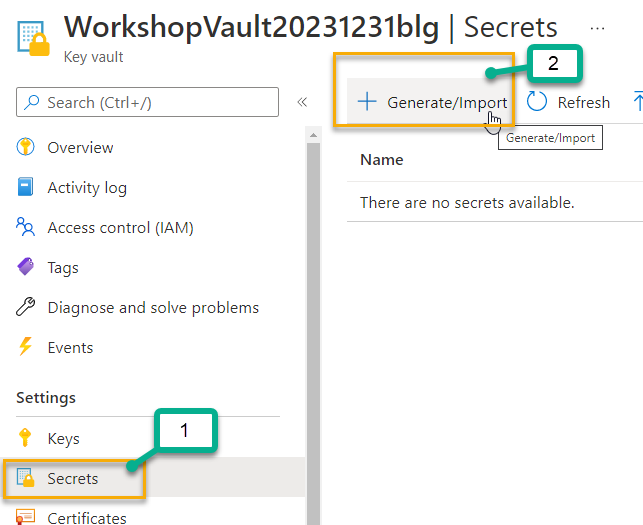 WorkshopVault20231231blg | Secrets ...
Key vault
2
Search (Ctrl+/)
«
+ Generate/Import
Refresh
Generate/Import
Overview
Name
Activity log
There are no secrets available.
Access control (IAM)
Tags
Diagnose and solve problems
Events
Settings
1
Keys
Secrets
Certificates